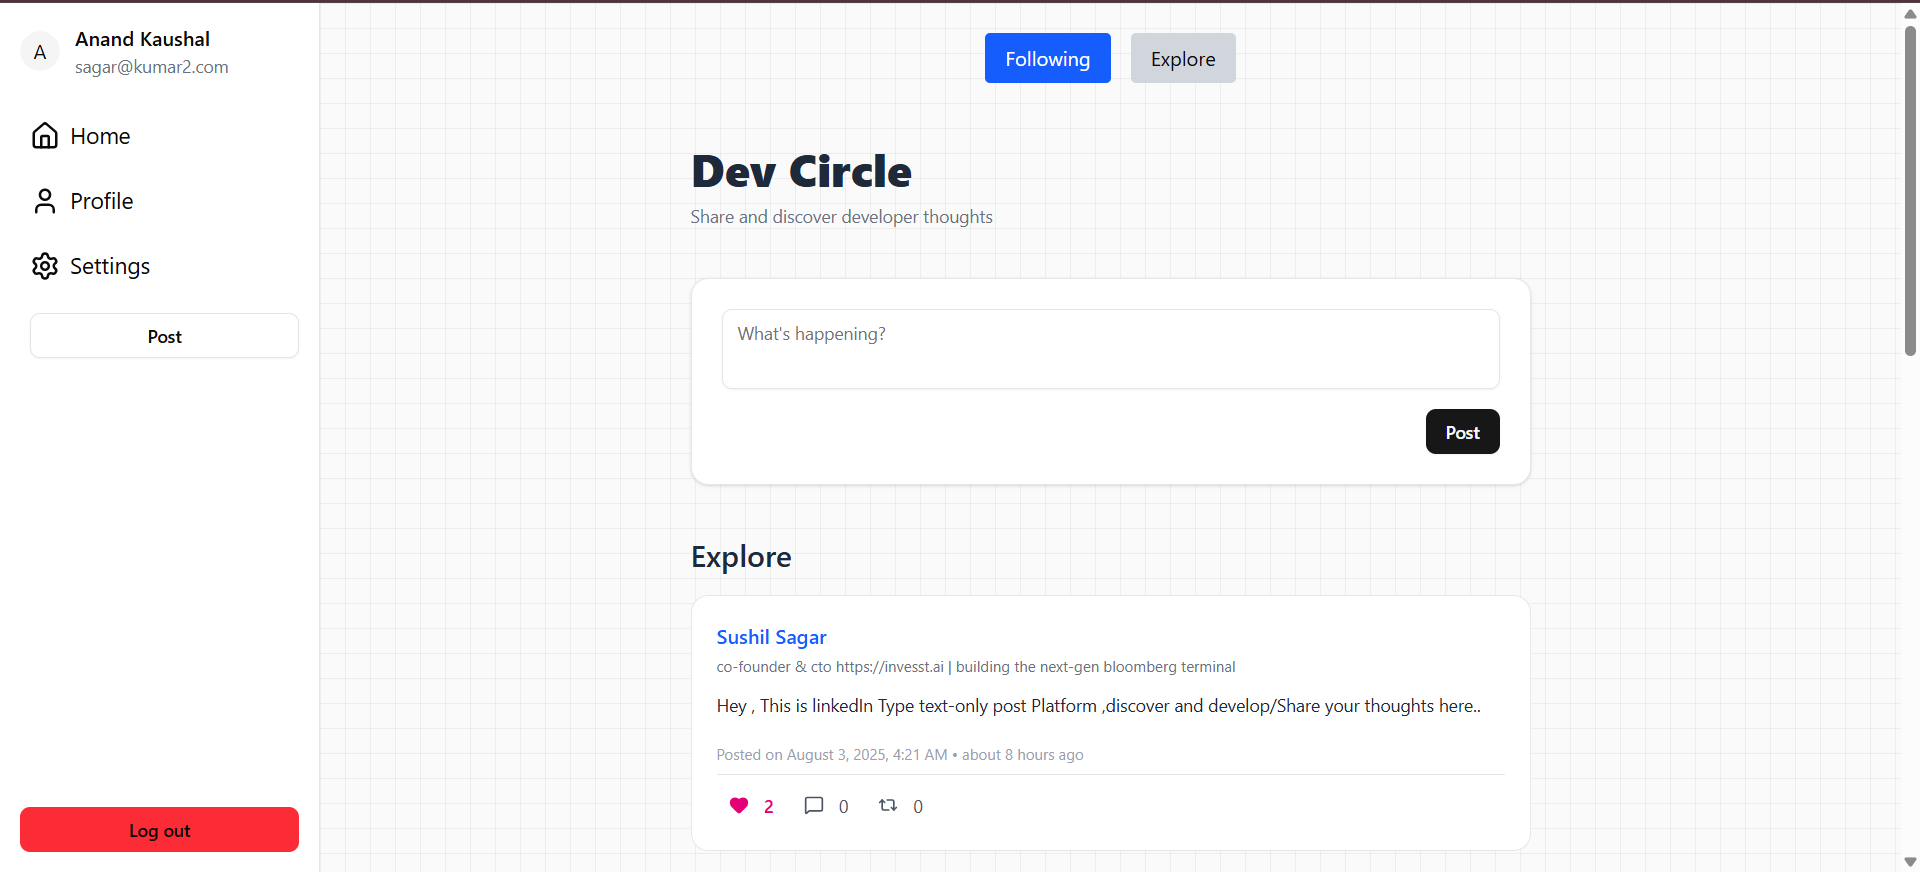 A
Anand Kaushal
sagar@kumar2.com
Home
Profile
Settings
Post
Log out
Following
Explore
Dev Circle
Share and discover developer thoughts
What's happening?
Post
Explore
Sushil Sagar
co-founder & cto https://invesst.ai | building the next-gen bloomberg terminal
Hey , This is linkedIn Type text-only post Platform ,discover and develop/Share your thoughts here..
Posted on August 3, 2025, 4:21 AM • about 8 hours ago
2 0 0